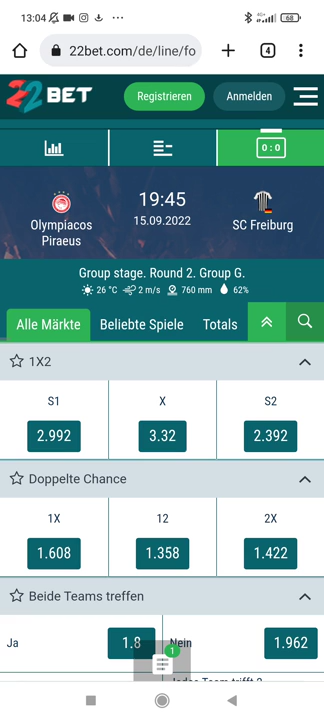 13:04
4G+
68
22bet.com/de/line/fo
4
22 BET
Registrieren
Anmelden
0 : 0
19:45
15.09.2022
Olympiacos
Piraeus
SC Freiburg
Group stage. Round 2. Group G.
26 °C 2 m/s 760 mm 62%
Alle Märkte Beliebte Spiele Totals
1X2
S1 X S2
2.992 3.32 2.392
Doppelte Chance
1X 12 2X
1.608 1.358 1.422
Beide Teams treffen
Ja 1.8 Nein 1.962
1